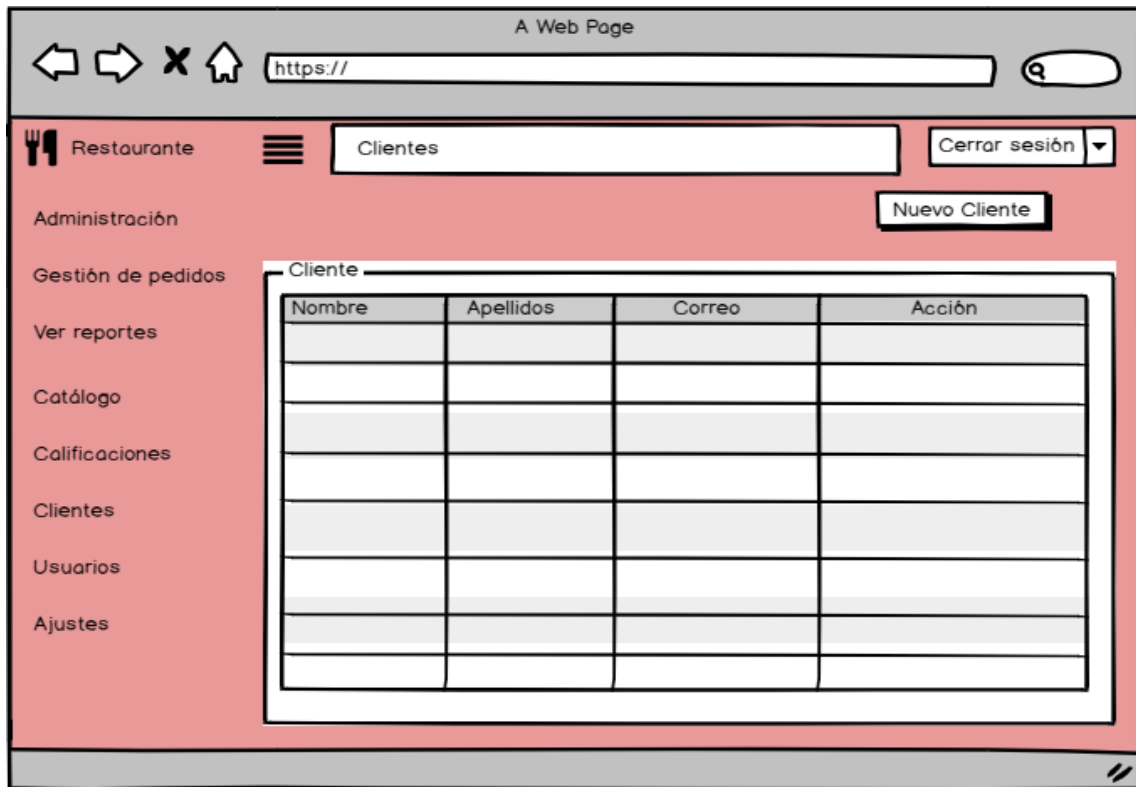 A Web Page
https://
Restaurante
Clientes
Cerrar sesión
Nuevo Cliente
Administración
Gestión de pedidos
Ver reportes
Catálogo
Calificaciones
Clientes
Usuarios
Ajustes
Cliente
Nombre Apellidos Correo Acción